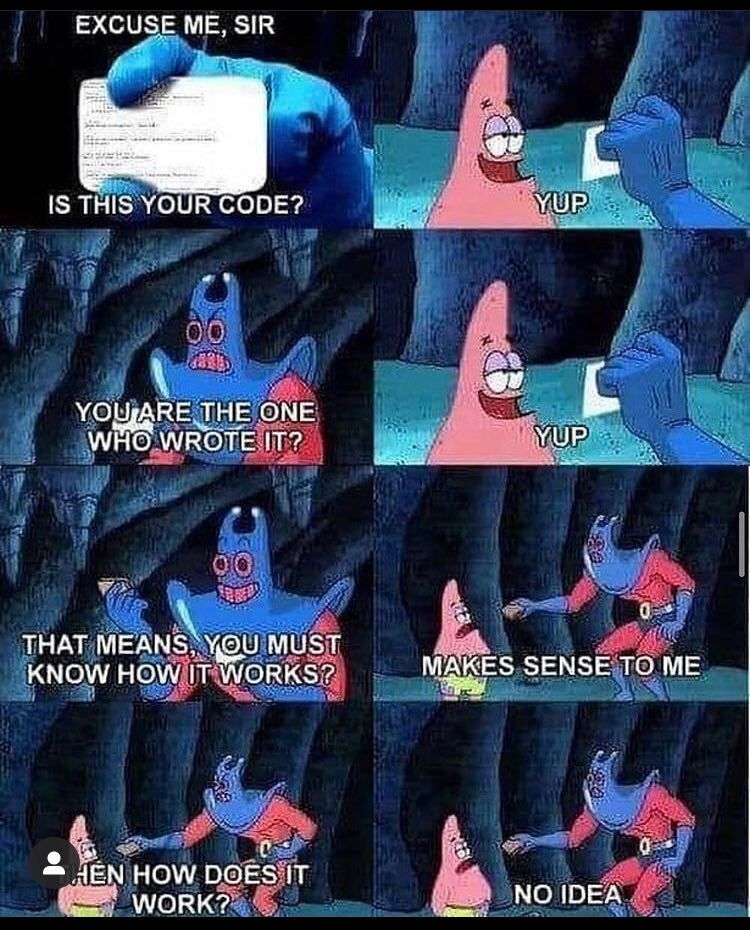 EXCUSE ME, SIR
IS THIS YOUR CODE?
YUP
YOU ARE THE ONE
WHO WROTE IT?
YUP
THAT MEANS, YOU MUST
KNOW HOW IT WORKS?
MAKES SENSE TO ME
HEN HOW DOES IT
WORK?
NO IDEA